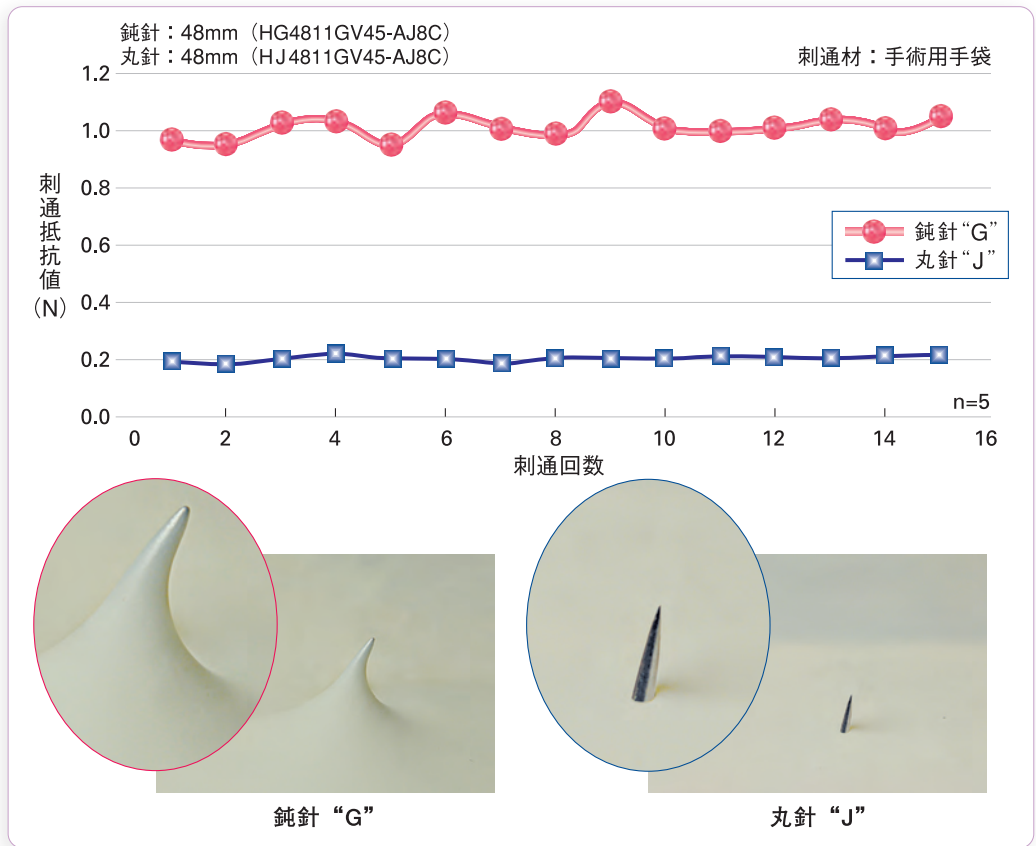 鈍針：48mm（HG4811GV45-AJ8C）
丸針：48mm（HJ4811GV45-AJ8C）
刺通材：手術用手袋
刺通抵抗値（N）
1.2
1.0
0.8
0.6
0.4
0.2
0.0
鈍針“G”
丸針“J”
n=5
0 2 4 6 8 10 12 14 16
刺通回数
鈍針 “G”
丸針 “J”